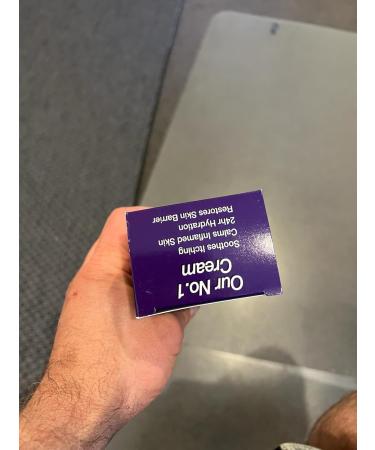 Our No.1
Cream
Soothes Itching
Calms Inflamed Skin
24hr Hydration
Restores Skin Barrier